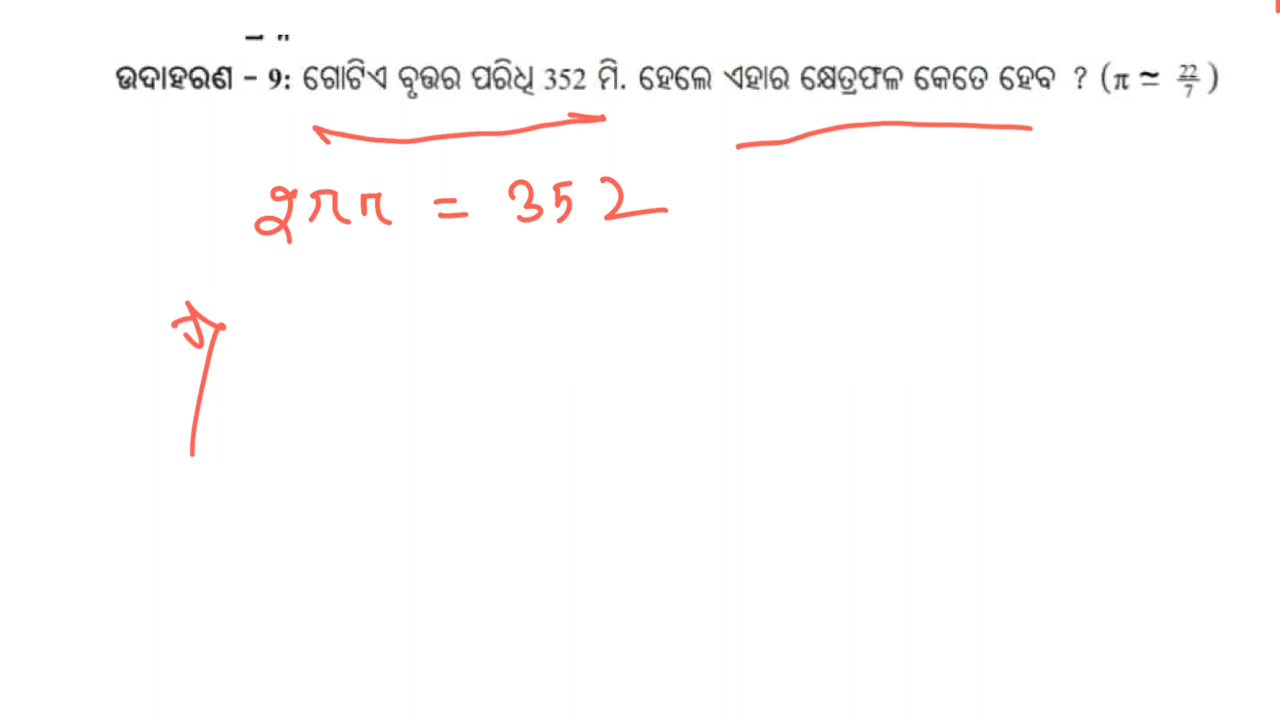 ଉଦାହରଣ – 9: ଗୋଟିଏ ବୃତ୍ତର ପରିଧି 352 ମି. ହେଲେ ଏହାର କ୍ଷେତ୍ରଫଳ କେତେ ହେବ ? (π ≃ 22/7)
2πr = 352